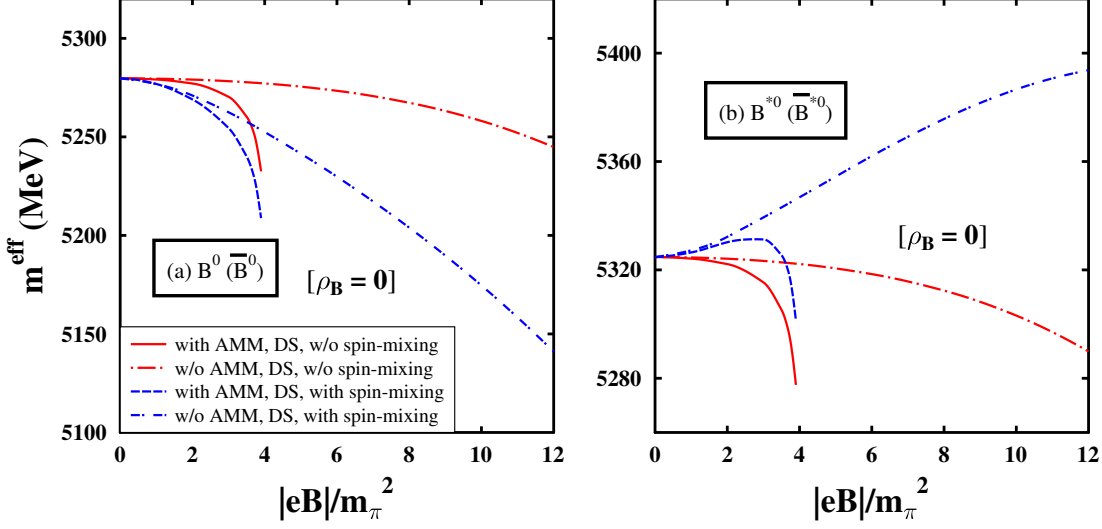 5300
5250
5200
5150
5100
m^eff (MeV)
(a) B^0 (B̅^0)
[ρ_B = 0]
with AMM, DS, w/o spin-mixing
w/o AMM, DS, w/o spin-mixing
with AMM, DS, with spin-mixing
w/o AMM, DS, with spin-mixing
0 2 4 6 8 10 12
|eB|/m_π^2
5400
5360
5320
5280
(b) B^*0 (B̅^*0)
[ρ_B = 0]
0 2 4 6 8 10 12
|eB|/m_π^2